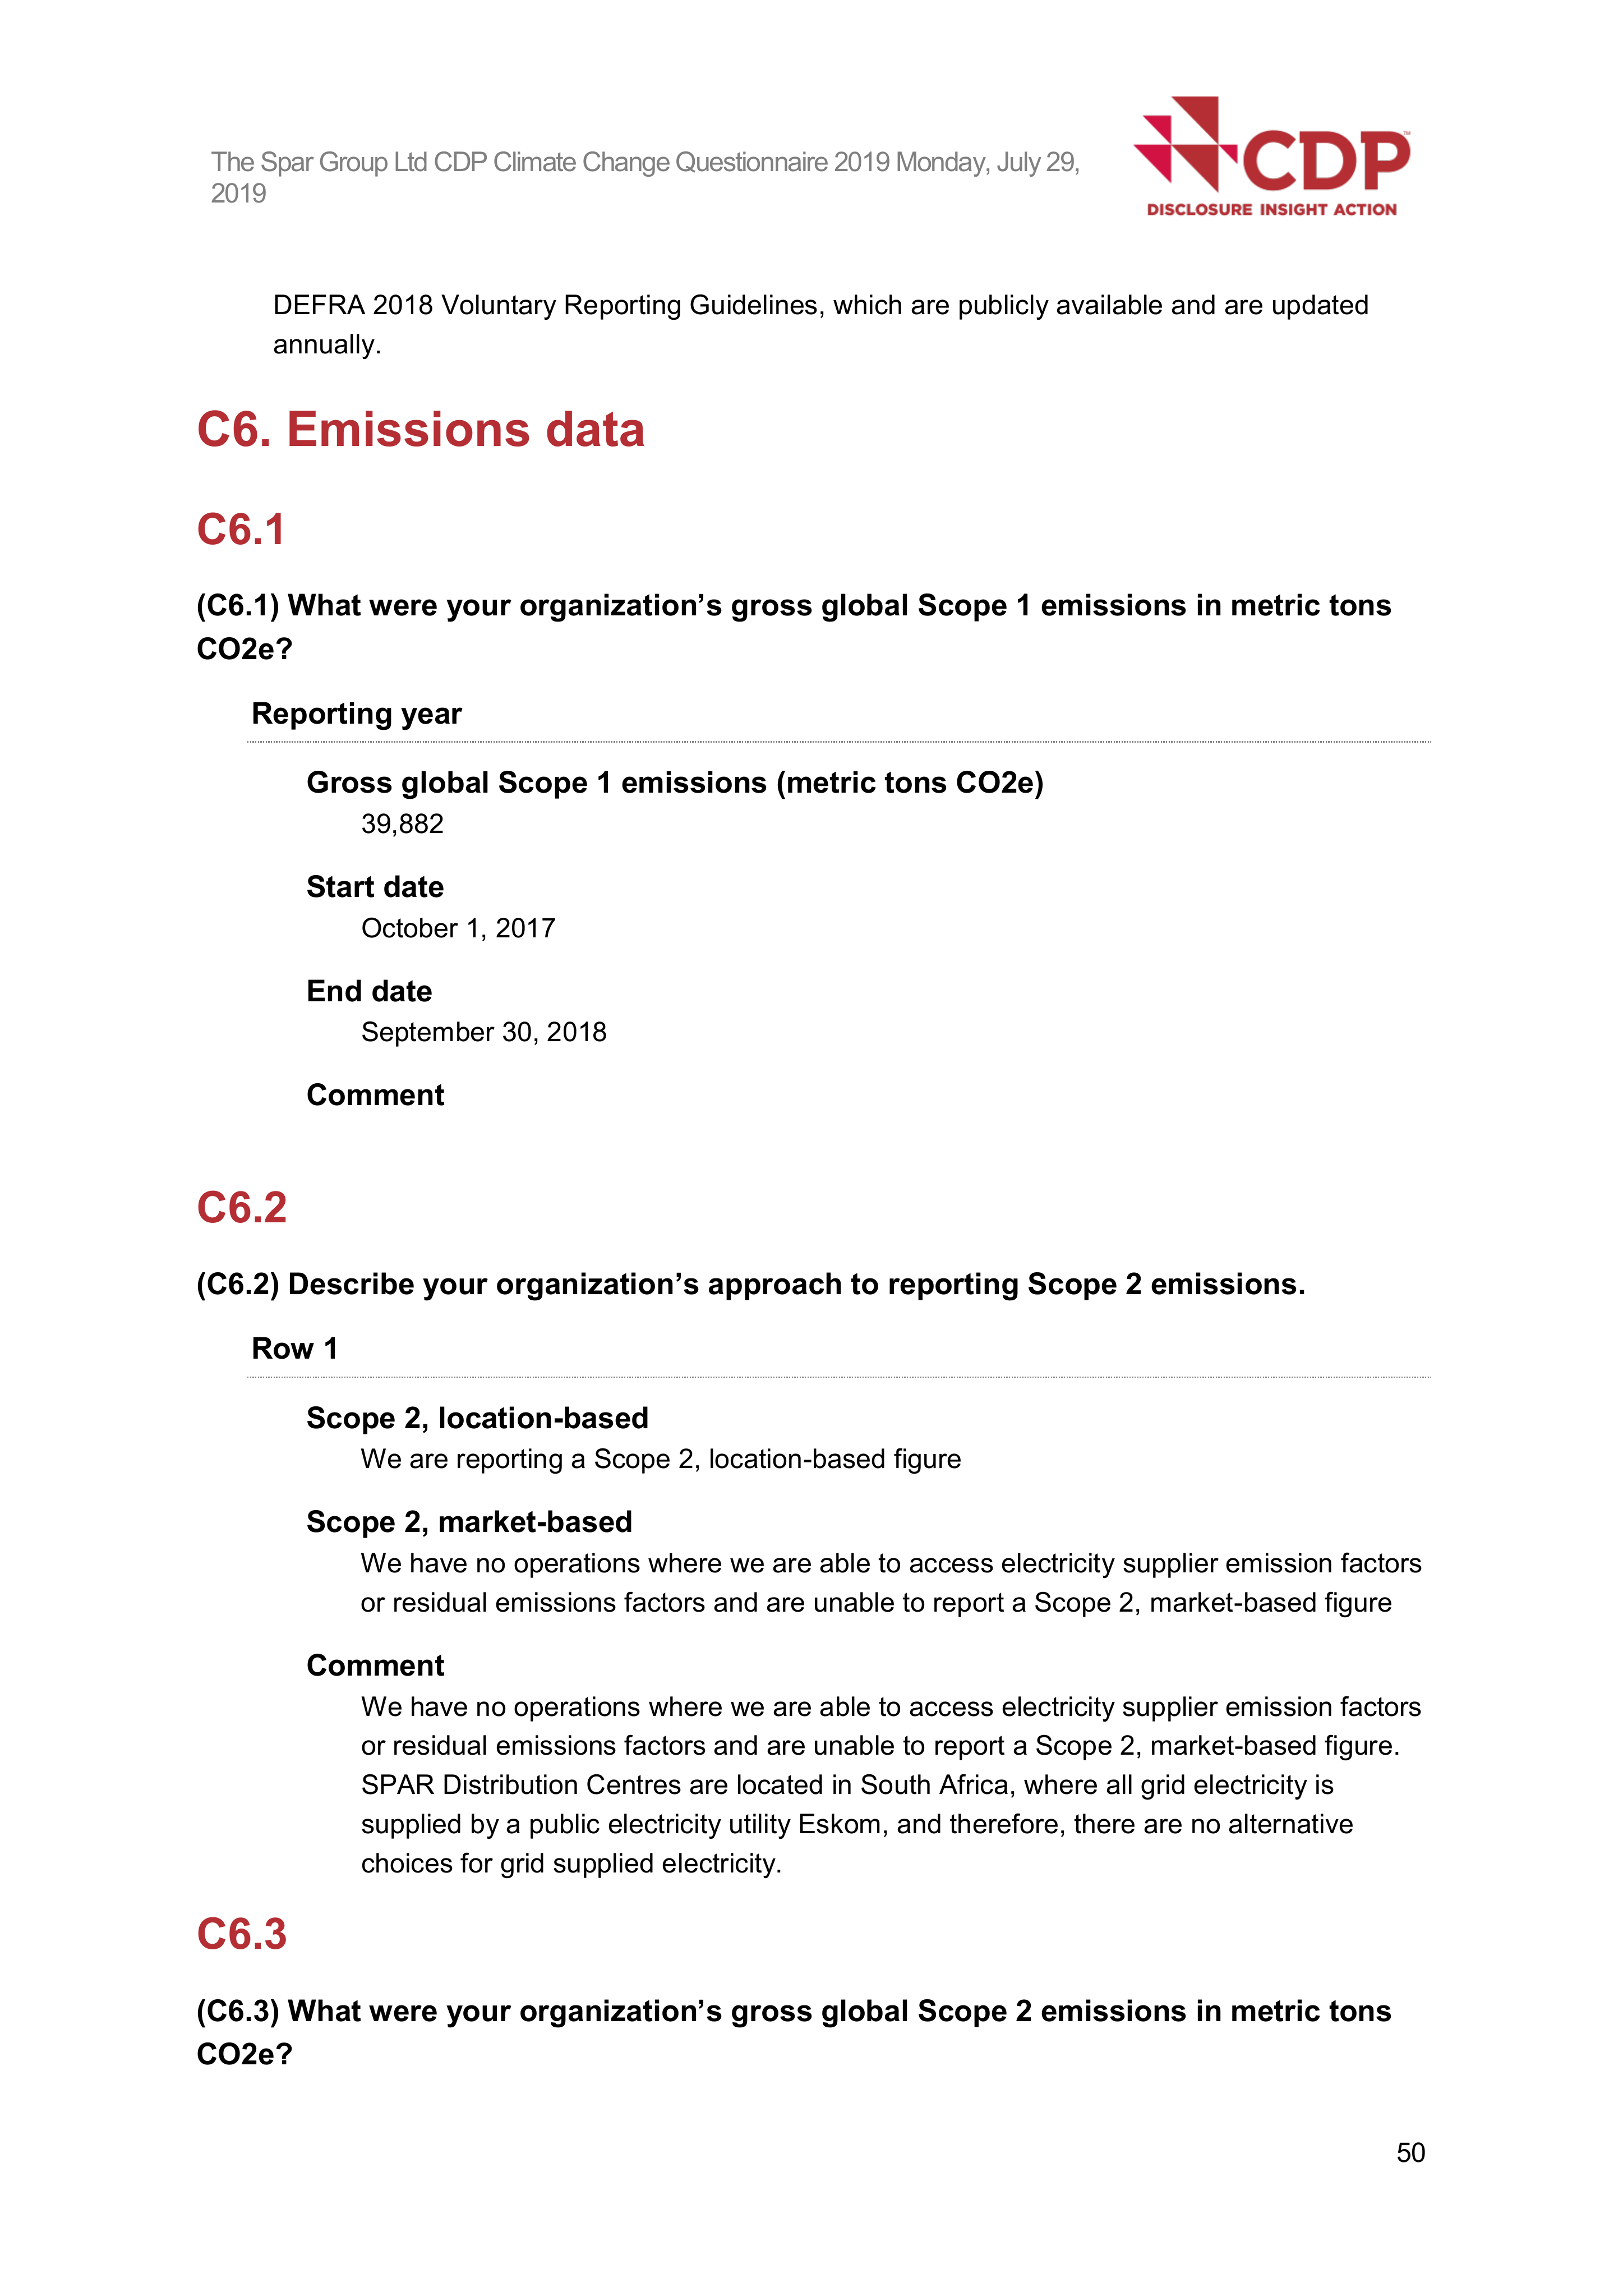 The Spar Group Ltd CDP Climate Change Questionnaire 2019 Monday, July 29,
2019
CDP™
DISCLOSURE INSIGHT ACTION
DEFRA 2018 Voluntary Reporting Guidelines, which are publicly available and are updated
annually.
C6. Emissions data
C6.1
(C6.1) What were your organization’s gross global Scope 1 emissions in metric tons
CO2e?
Reporting year
Gross global Scope 1 emissions (metric tons CO2e)
39,882
Start date
October 1, 2017
End date
September 30, 2018
Comment
C6.2
(C6.2) Describe your organization’s approach to reporting Scope 2 emissions.
Row 1
Scope 2, location-based
We are reporting a Scope 2, location-based figure
Scope 2, market-based
We have no operations where we are able to access electricity supplier emission factors
or residual emissions factors and are unable to report a Scope 2, market-based figure
Comment
We have no operations where we are able to access electricity supplier emission factors
or residual emissions factors and are unable to report a Scope 2, market-based figure.
SPAR Distribution Centres are located in South Africa, where all grid electricity is
supplied by a public electricity utility Eskom, and therefore, there are no alternative
choices for grid supplied electricity.
C6.3
(C6.3) What were your organization’s gross global Scope 2 emissions in metric tons
CO2e?
50